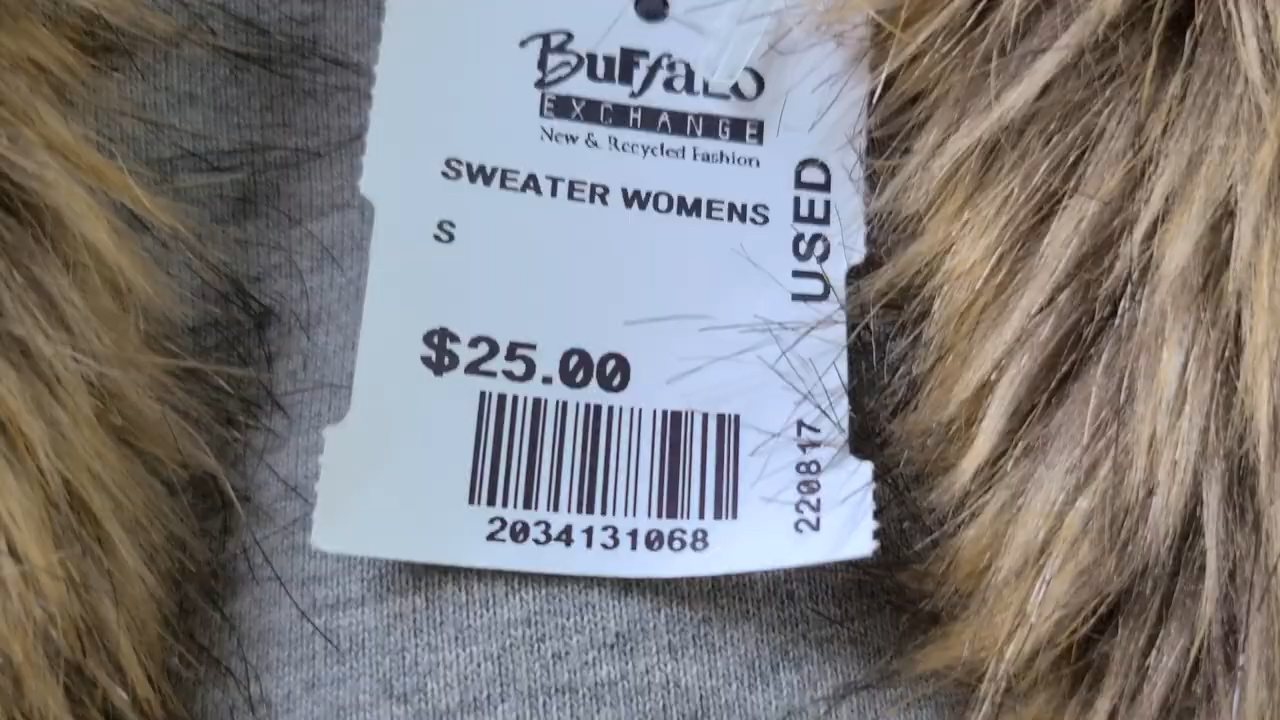 BUFFALO
EXCHANGE
New & Recycled Fashion
SWEATER WOMENS
S
USED
$25.00
2034131068
220817